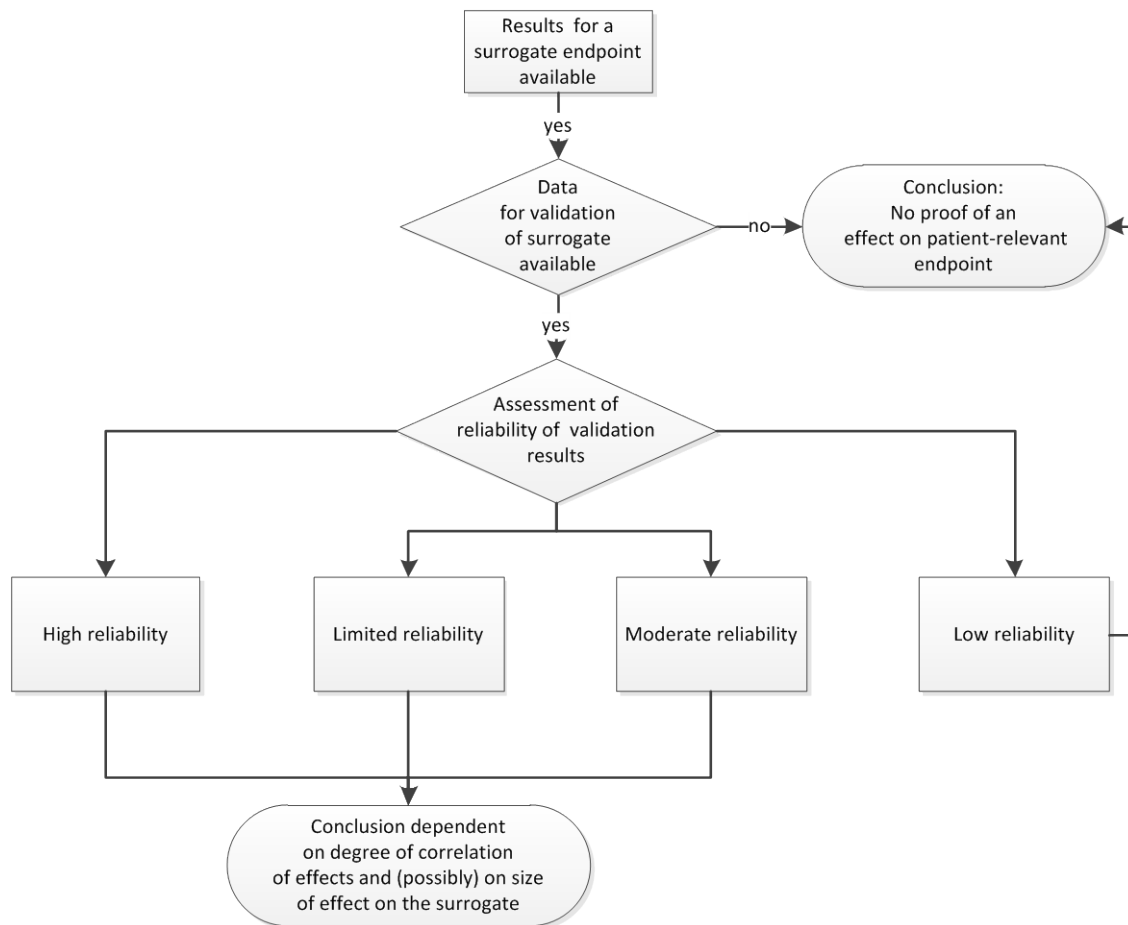 Results for a
surrogate endpoint
available
yes
Data
for validation
of surrogate
available
no
Conclusion:
No proof of an
effect on patient-relevant
endpoint
yes
Assessment of
reliability of validation
results
High reliability
Limited reliability
Moderate reliability
Low reliability
Conclusion dependent
on degree of correlation
of effects and (possibly) on size
of effect on the surrogate